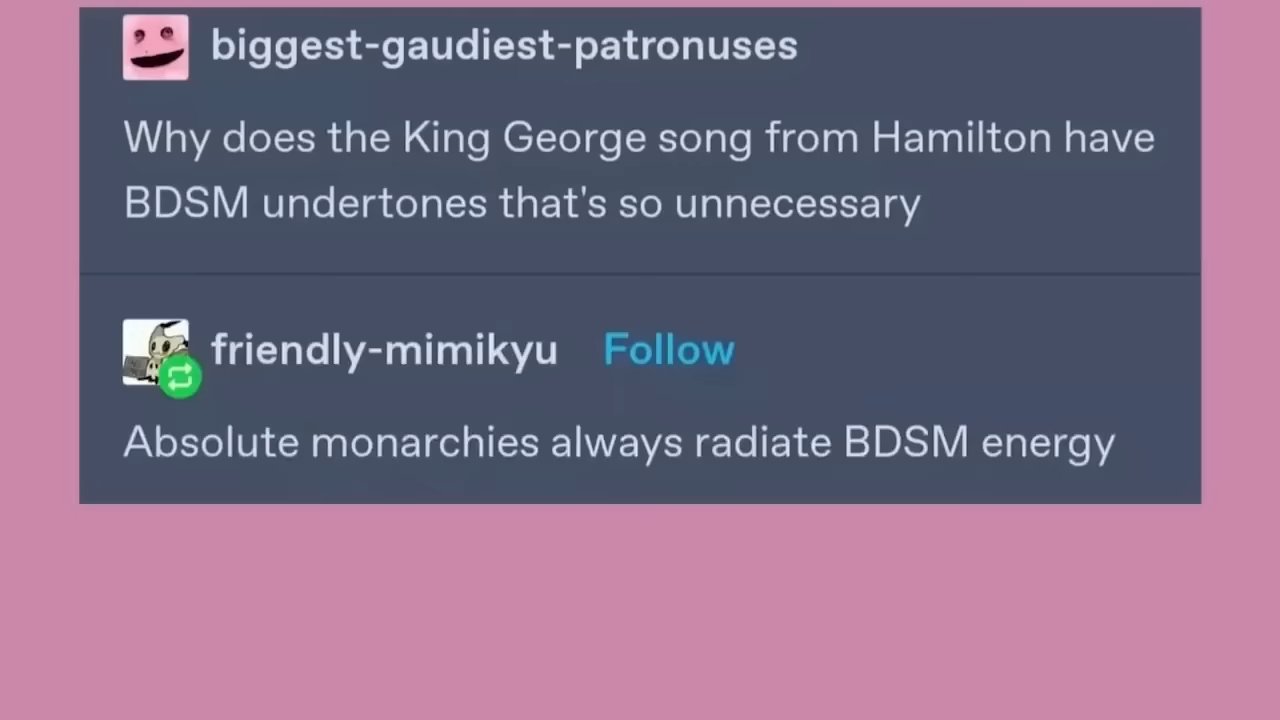 biggest-gaudiest-patronuses
Why does the King George song from Hamilton have
BDSM undertones that's so unnecessary
friendly-mimikyu Follow
Absolute monarchies always radiate BDSM energy